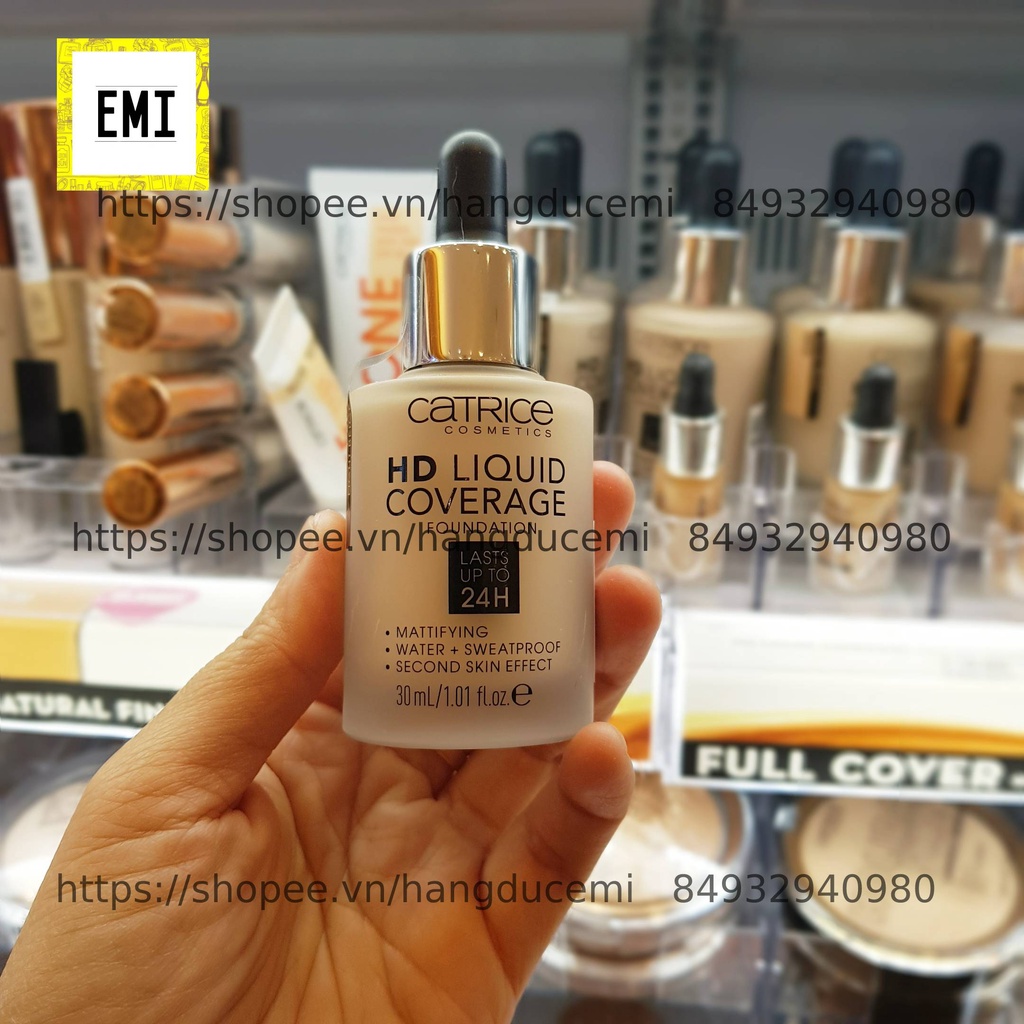 EMI
https://shopee.vn/hangducemi 84932940980
CNE
CATRICE
COSMETICS
HD LIQUID
COVERAGE
FOUNDATION
https://shopee.vn/hangducemi 84932940980
LASTS
UP TO
24H
• MATTIFYING
• WATER + SWEATPROOF
• SECOND SKIN EFFECT
30 mL/1.01 fl.oz.℮
ATURAL FIN
FULL COVER
https://shopee.vn/hangducemi 84932940980